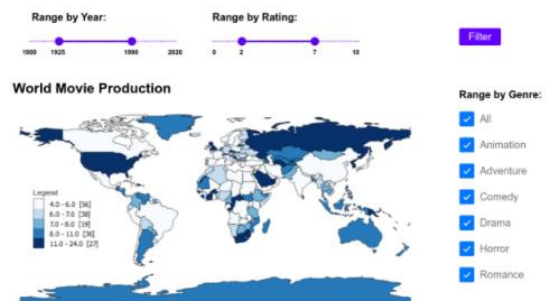 Range by Year:
Range by Rating:
Filter
1900 1925 1990 2020
0 2 7 10
World Movie Production
Range by Genre:
All
Animation
Adventure
Comedy
Drama
Horror
Romance
Legend
4.0 - 6.0 [56]
6.0 - 7.0 [38]
7.0 - 8.0 [19]
8.0 - 11.0 [36]
11.0 - 24.0 [27]